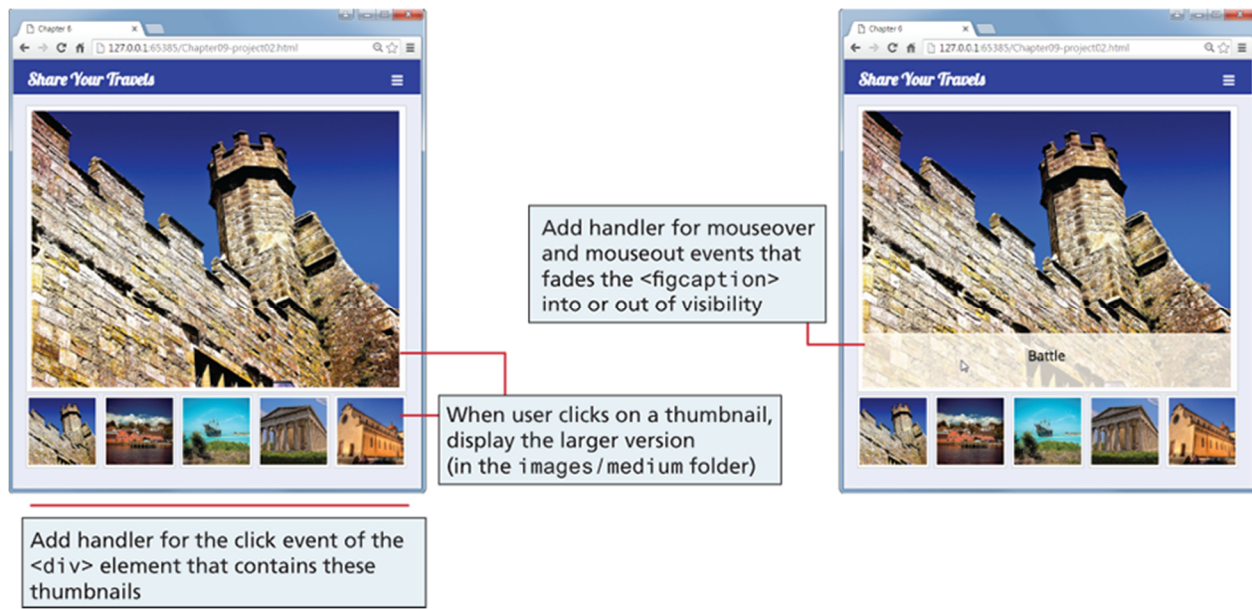 Chapter 6
127.0.0.1:65385/Chapter09-project02.html
Share Your Travels
Chapter 6
127.0.0.1:65385/Chapter09-project02.html
Share Your Travels
Add handler for mouseover
and mouseout events that
fades the <figcaption>
into or out of visibility
Battle
When user clicks on a thumbnail,
display the larger version
(in the images/medium folder)
Add handler for the click event of the
<div> element that contains these
thumbnails